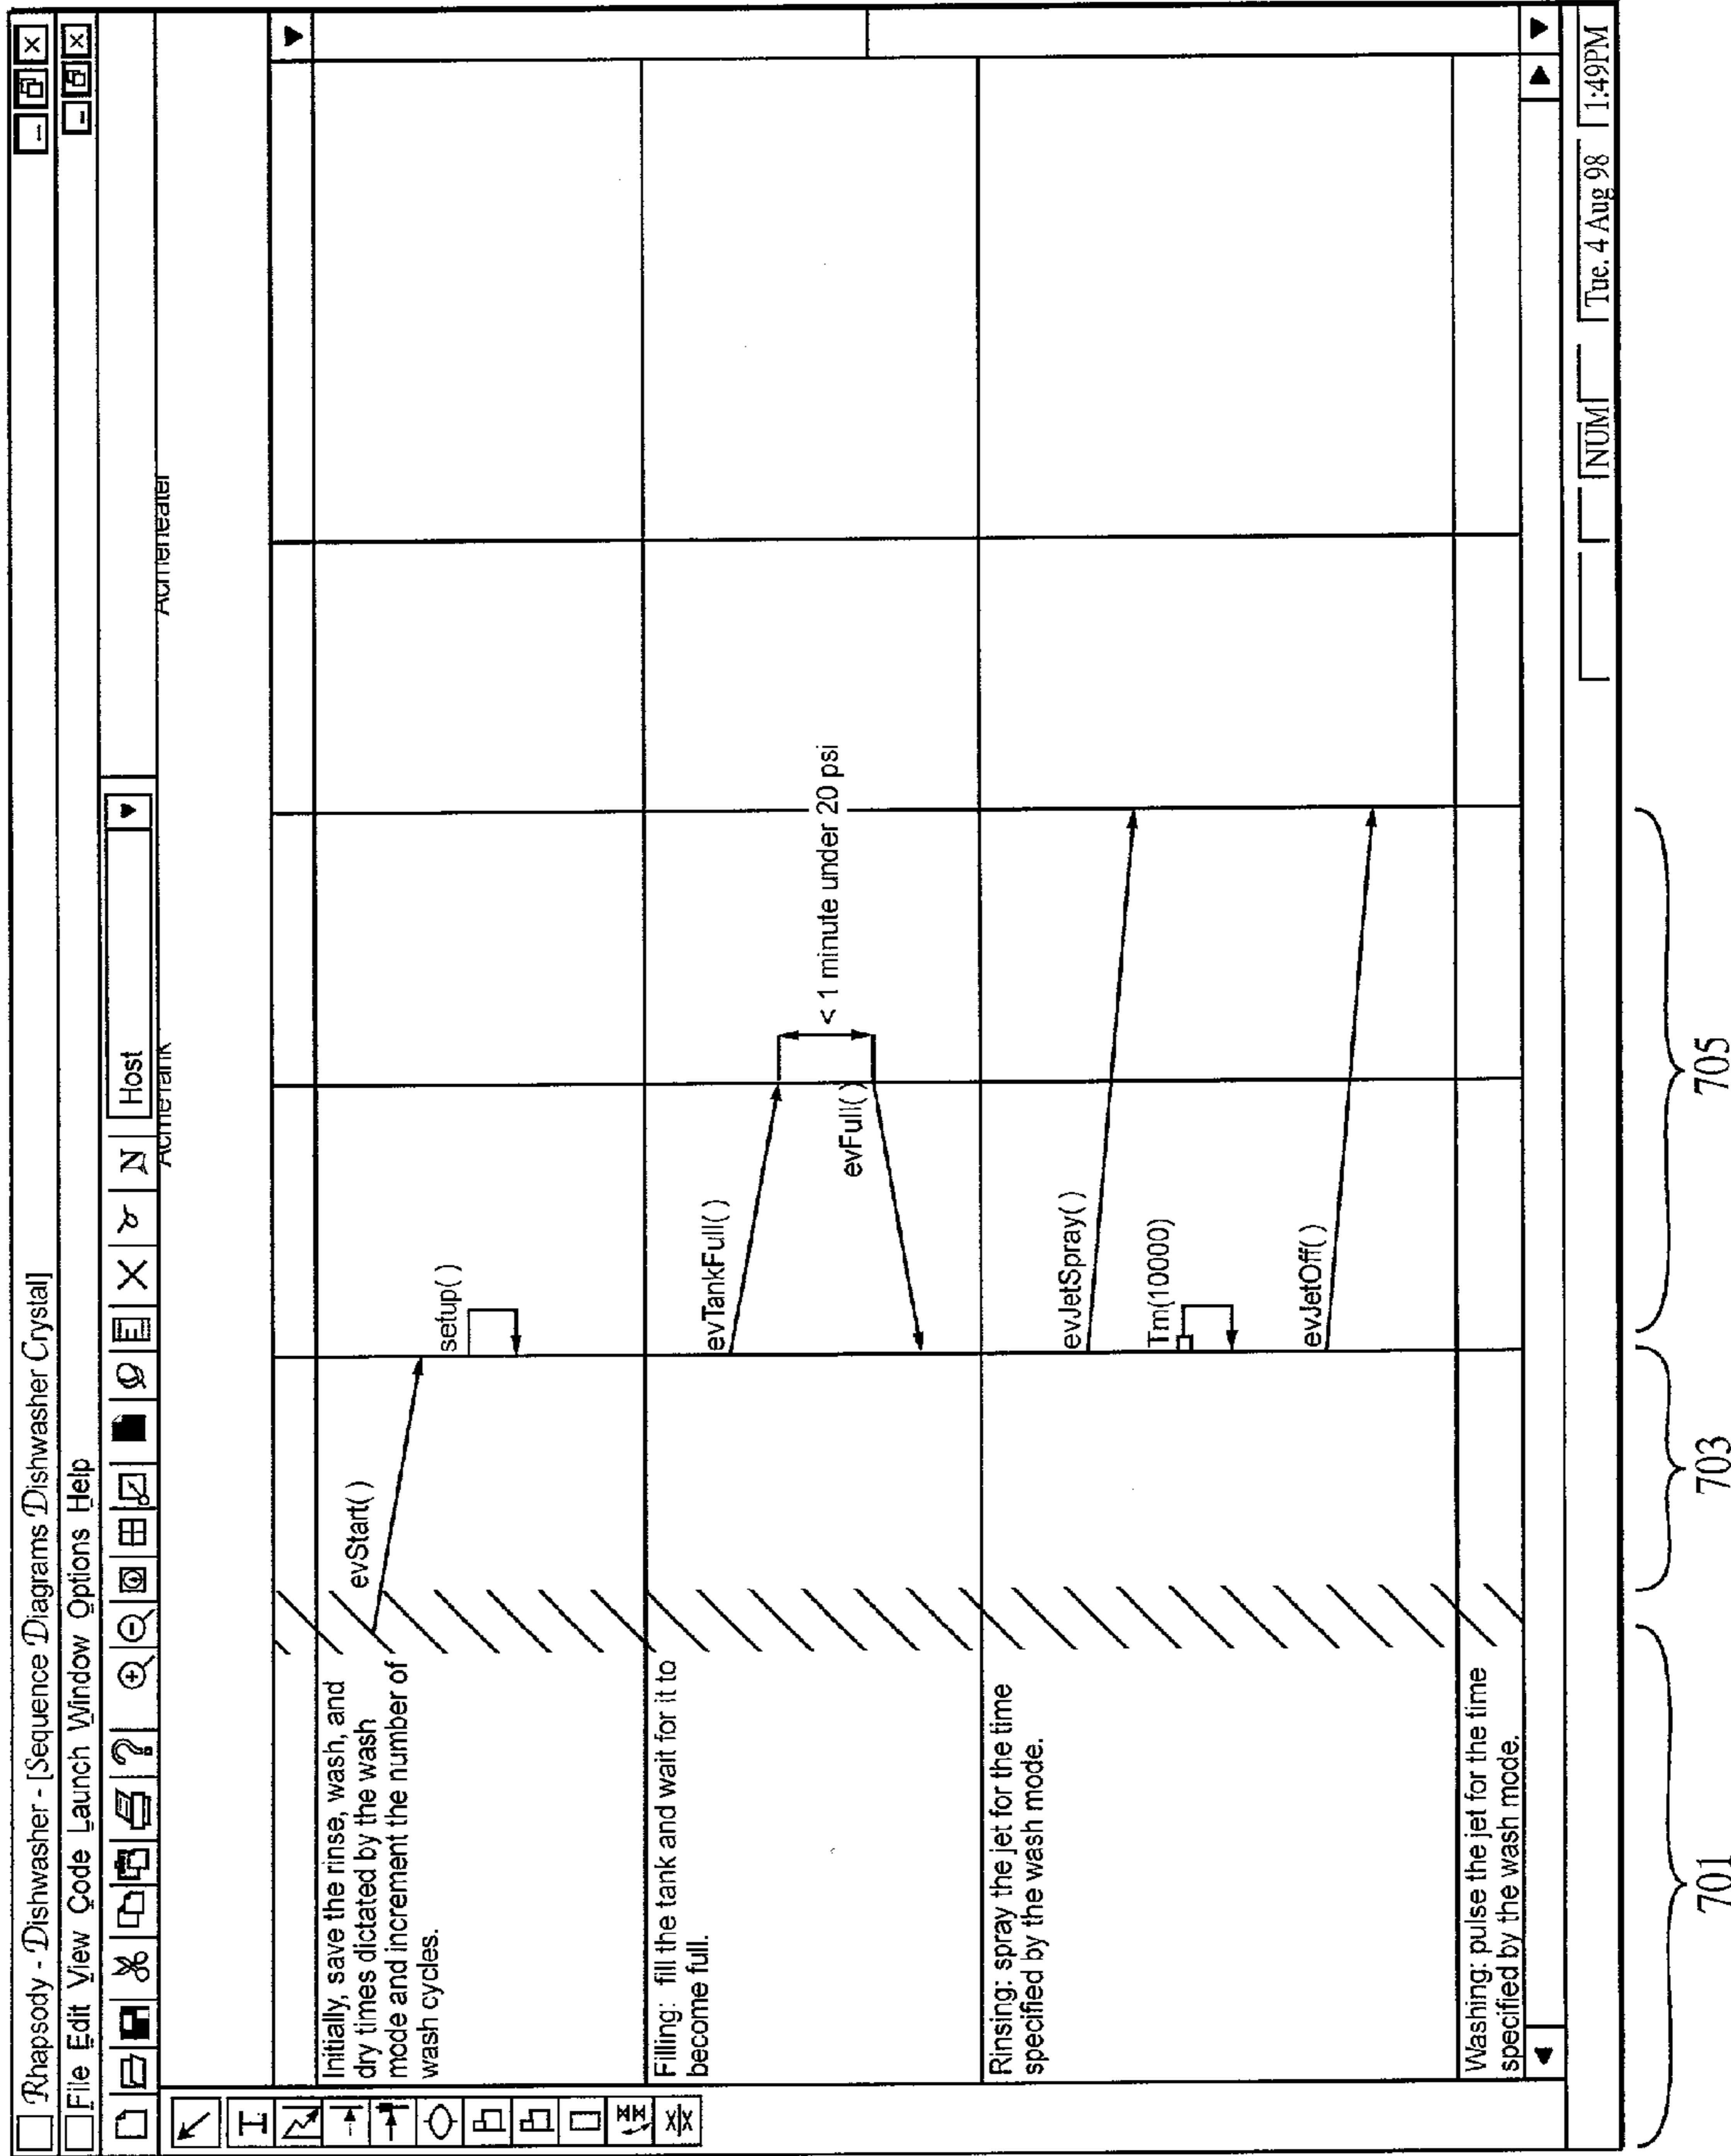 Rhapsody - Dishwasher - [Sequence Diagrams Dishwasher Crystal]
File Edit View Code Launch Window Options Help
Host
AcmeTank
Acmeheater
Initially, save the rinse, wash, and
dry times dictated by the wash
mode and increment the number of
wash cycles.
evStart( )
setup( )
Filling: fill the tank and wait for it to
become full.
evTankFull( )
evFull( )
< 1 minute under 20 psi
Rinsing: spray the jet for the time
specified by the wash mode.
evJetSpray( )
Tm(10000)
evJetOff( )
Washing: pulse the jet for the time
specified by the wash mode.
NUM
Tue. 4 Aug 98
1:49PM
701
703
705